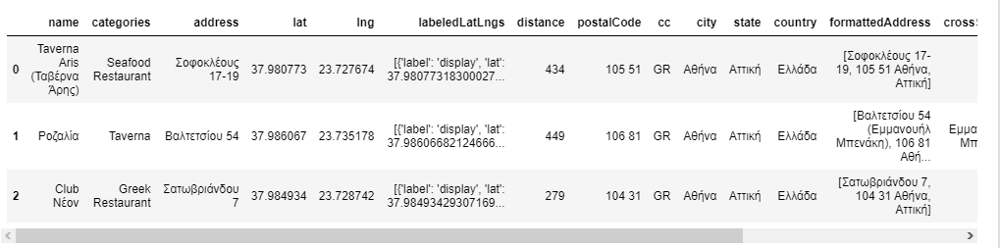 name categories address lat lng labeledLatLngs distance postalCode cc city state country formattedAddress cross
0 Taverna Aris (Ταβέρνα Άρης) Seafood Restaurant Σοφοκλέους 17-19 37.980773 23.727674 [{'label': 'display', 'lat': 37.98077318300027... 434 105 51 GR Αθήνα Αττική Ελλάδα [Σοφοκλέους 17-19, 105 51 Αθήνα, Αττική]
1 Ροζαλία Taverna Βαλτετσίου 54 37.986067 23.735178 [{'label': 'display', 'lat': 37.98606682124666... 449 106 81 GR Αθήνα Αττική Ελλάδα [Βαλτετσίου 54 (Εμμανουήλ Μπενάκη), 106 81 Αθή...
2 Club Νέον Greek Restaurant Σατωβριάνδου 7 37.984934 23.728742 [{'label': 'display', 'lat': 37.98493429307169... 279 104 31 GR Αθήνα Αττική Ελλάδα [Σατωβριάνδου 7, 104 31 Αθήνα, Αττική]